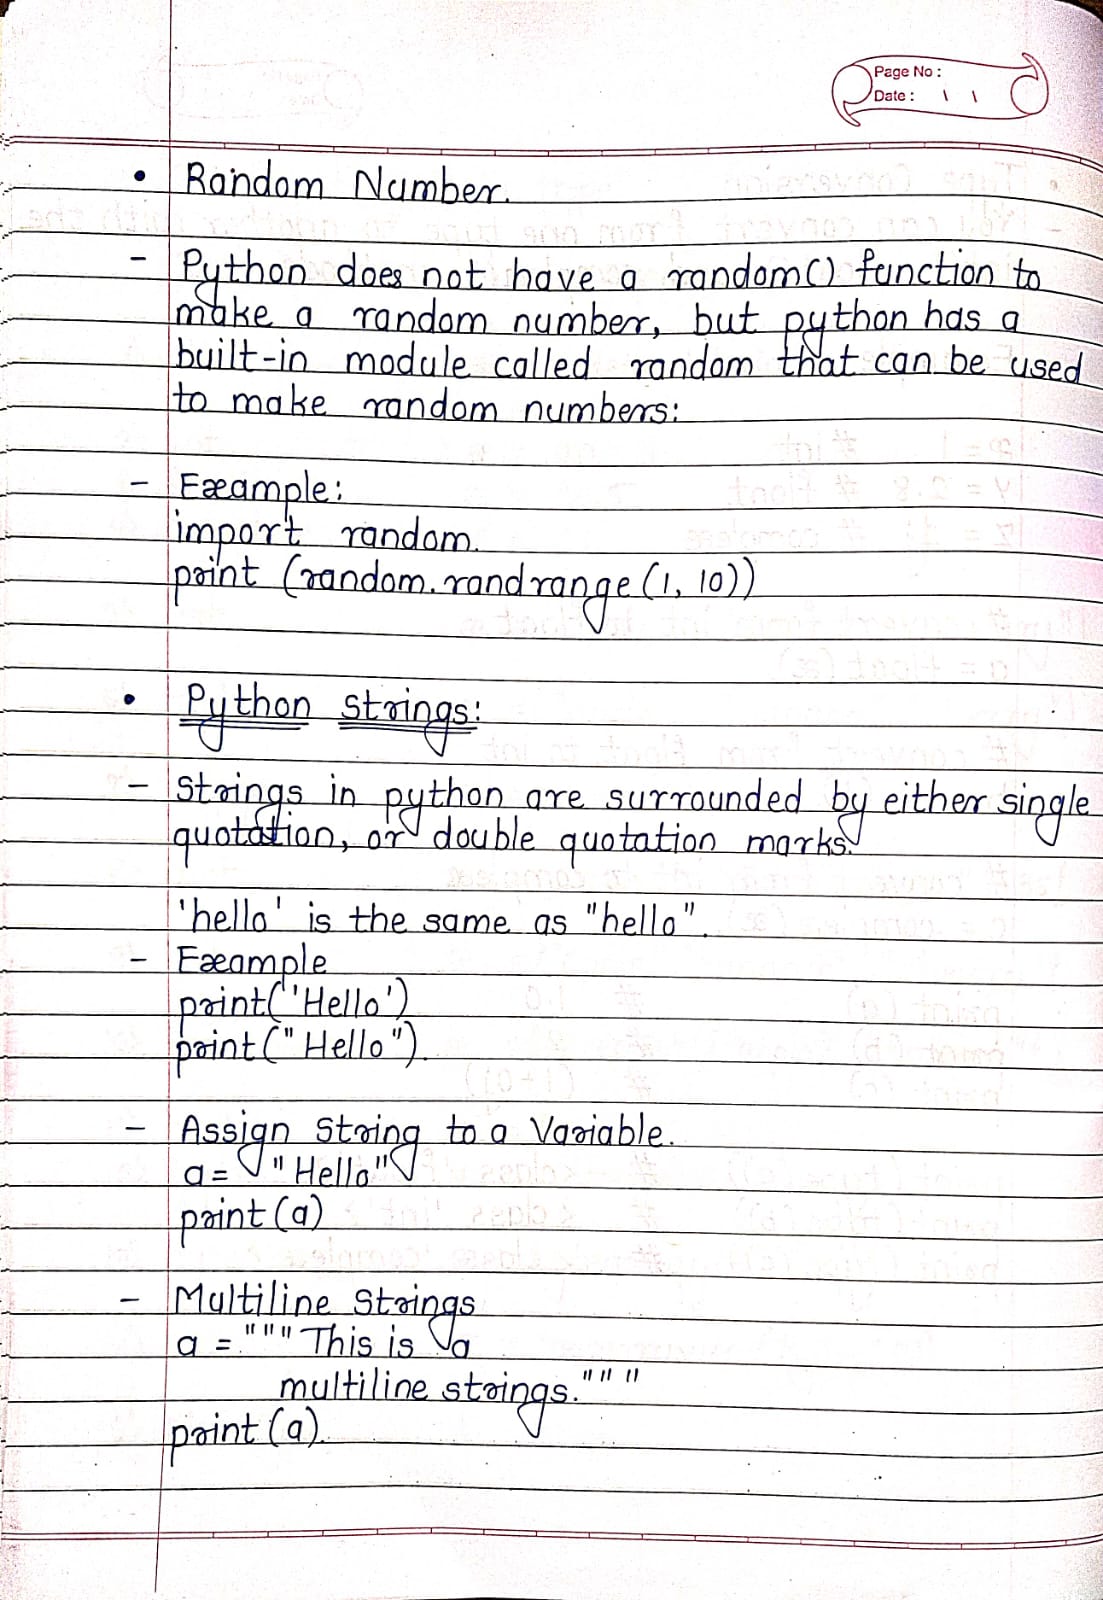 Page No :
Date : \ \
• Random Number.
- Python does not have a random() function to
make a random number, but python has a
built-in module called random that can be used
to make random numbers:
- Example:
import random.
print (random.randrange(1, 10))
• Python Strings:
- Strings in python are surrounded by either single
quotation, or double quotation marks.
'hello' is the same as "hello".
- Example
print('Hello')
print("Hello").
- Assign String to a Variable.
a= "Hello"
print (a)
- Multiline Strings
a = """This is a
multiline strings."""
print (a).